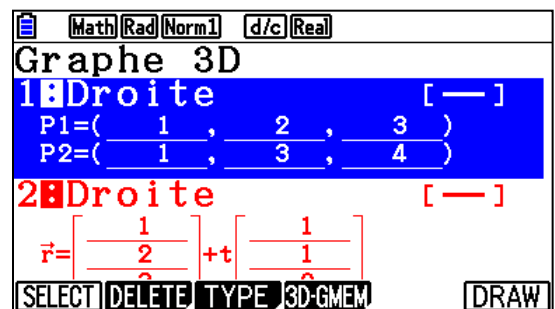 Math Rad Norm1 d/c Real
Graphe 3D
1:Droite [—]
P1=( 1 , 2 , 3 )
P2=( 1 , 3 , 4 )
2:Droite [—]
1 1
r⃗= 2 +t 1
SELECT DELETE TYPE 3D·GMEM DRAW